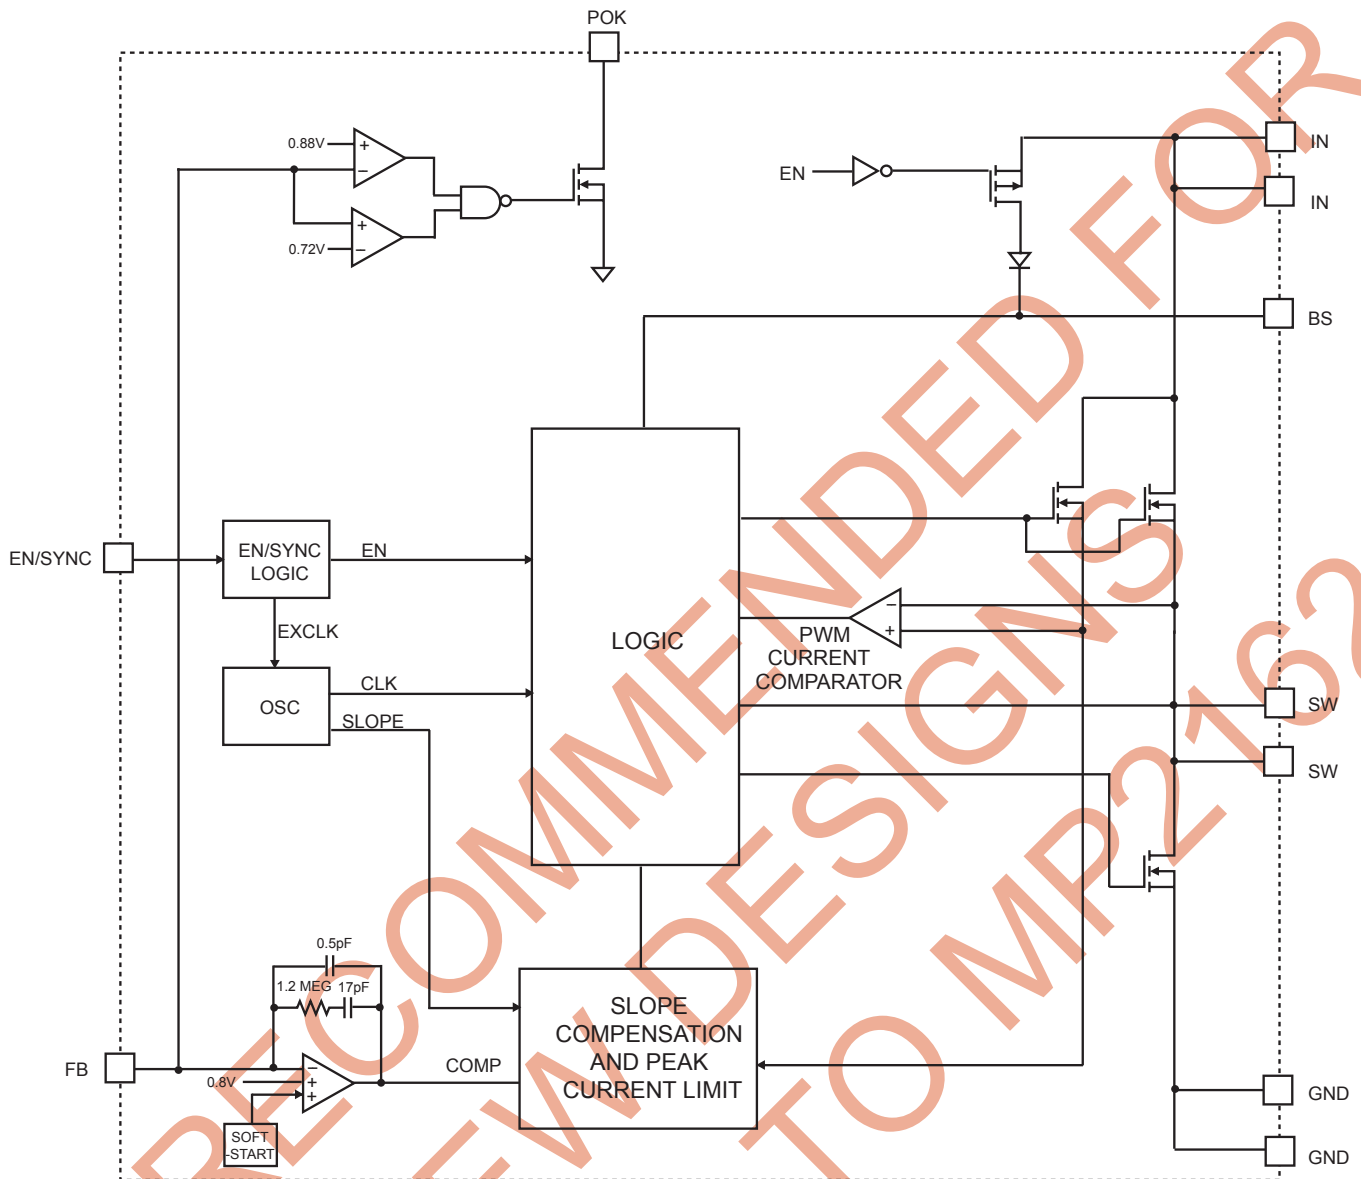 POK
0.88V
+
−
IN
EN
IN
+
0.72V
−
BS
EN/SYNC
EN/SYNC
LOGIC
EN
EXCLK
LOGIC
−
+
PWM
CURRENT
COMPARATOR
OSC
CLK
SLOPE
SW
SW
0.5pF
1.2 MEG
17pF
SLOPE
COMPENSATION
AND PEAK
CURRENT LIMIT
FB
−
0.8V
+
+
COMP
SOFT
-START
GND
GND
RECOMMENDED FOR
EW DESIGNS
TO MP2162